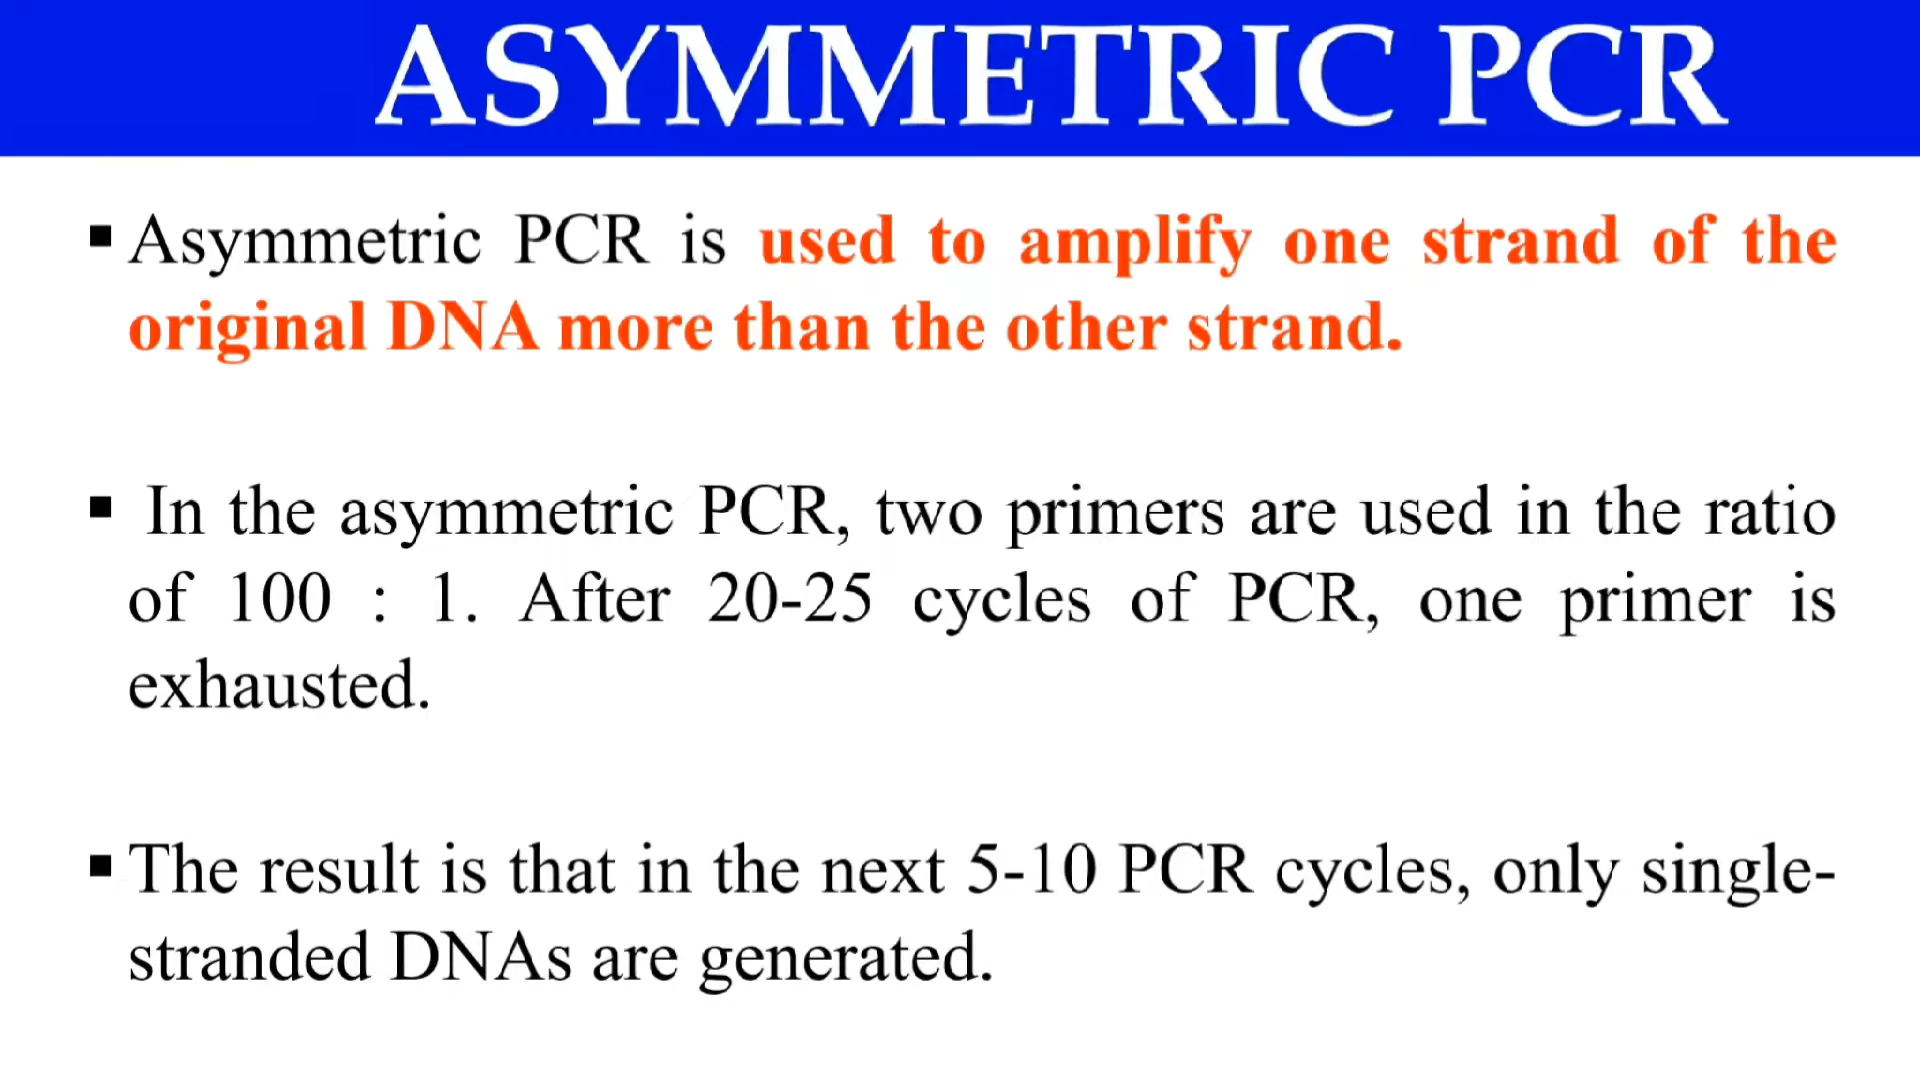 ASYMMETRIC PCR
▪ Asymmetric PCR is used to amplify one strand of the
original DNA more than the other strand.
▪ In the asymmetric PCR, two primers are used in the ratio
of 100 : 1. After 20-25 cycles of PCR, one primer is
exhausted.
▪ The result is that in the next 5-10 PCR cycles, only single-
stranded DNAs are generated.